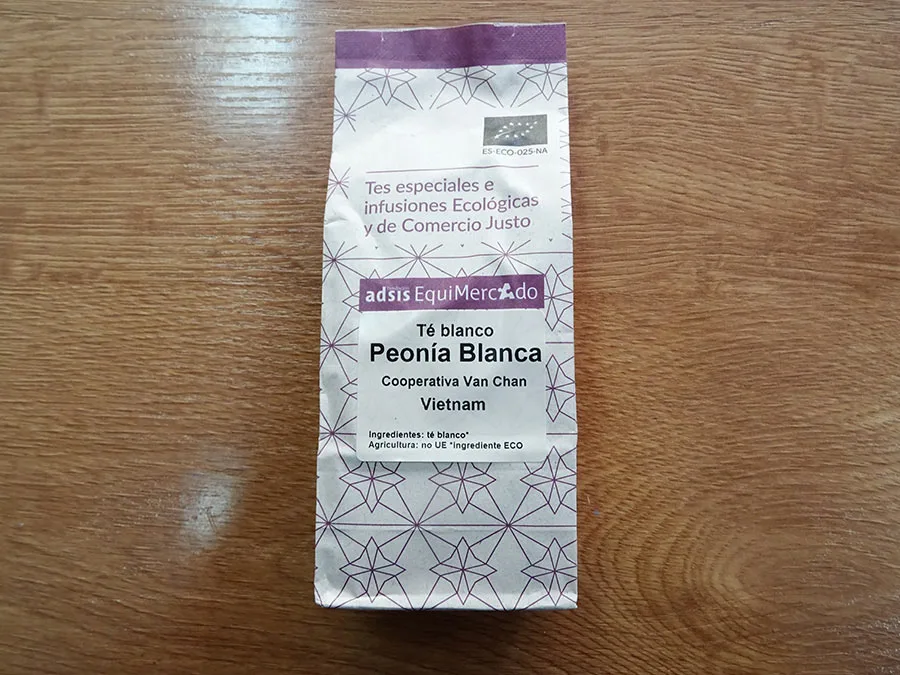 ES-ECO-025-NA
Tes especiales e
infusiones Ecológicas
y de Comercio Justo
adsis EquiMercAdo
Té blanco
Peonía Blanca
Cooperativa Van Chan
Vietnam
Ingredientes: té blanco*
Agricultura: no UE *ingrediente ECO